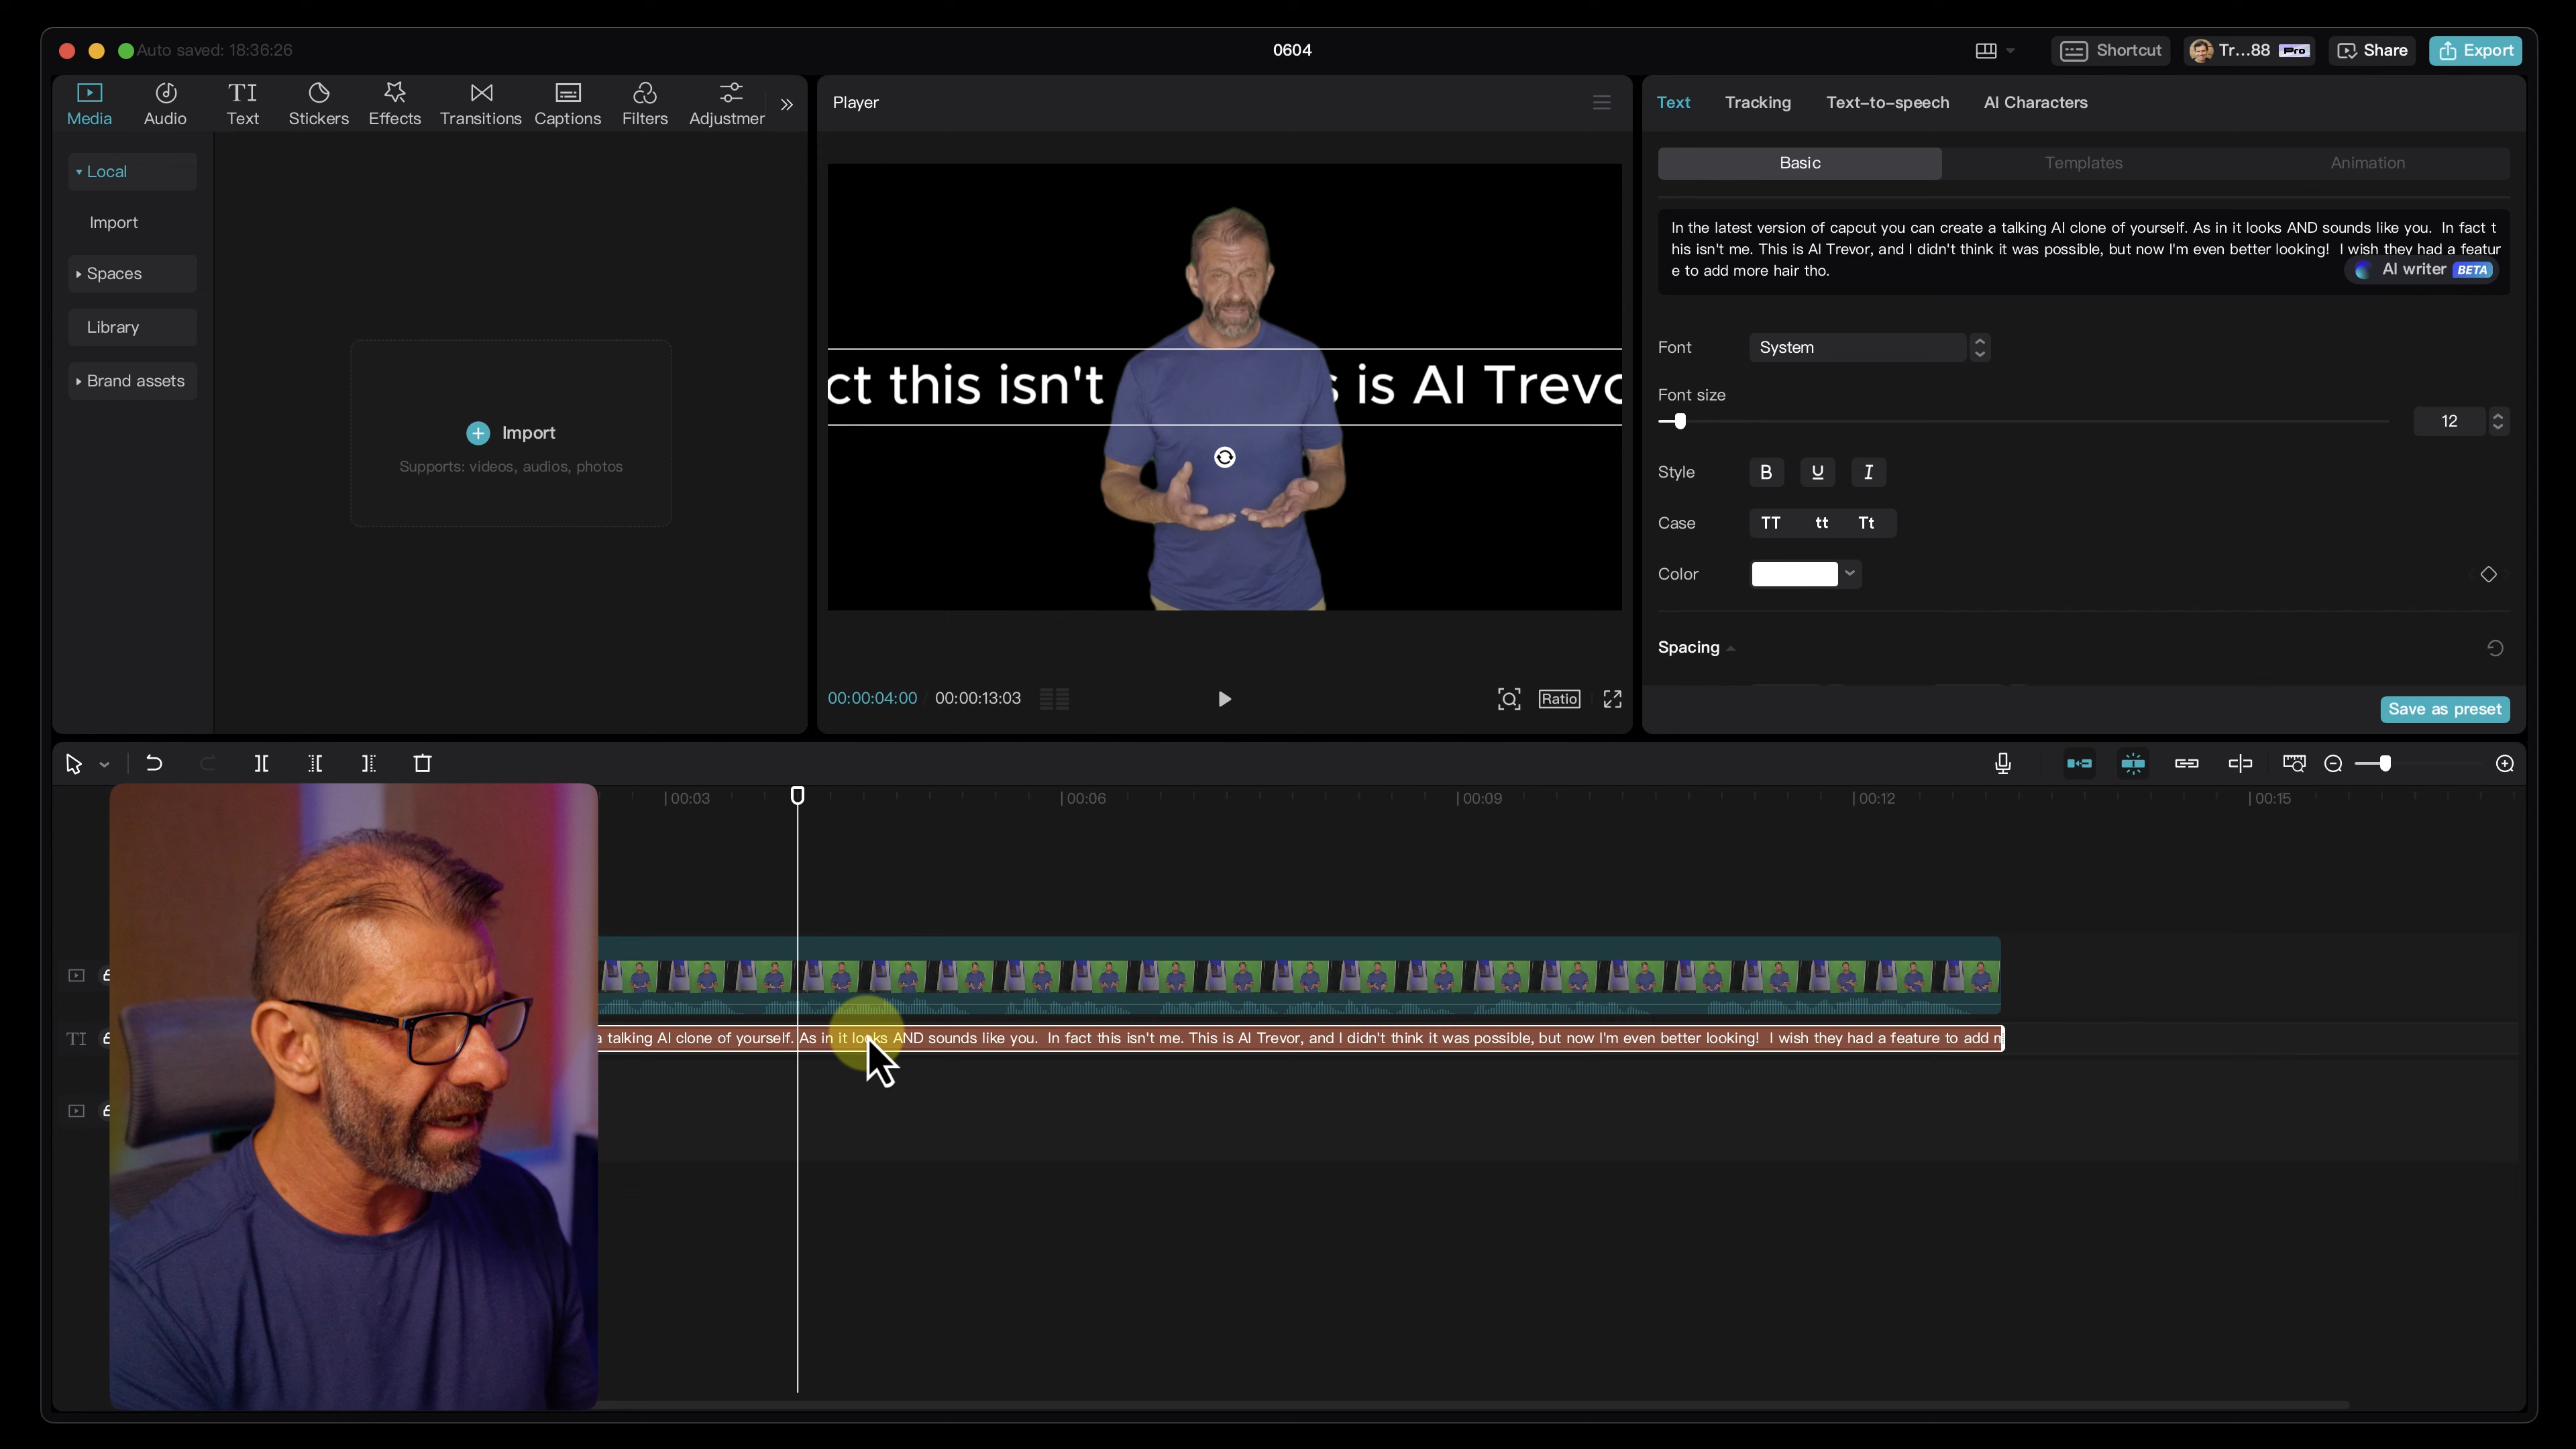 Auto saved: 18:36:26
0604
Shortcut
Tr...88 Pro
Share
Export
Media
Audio
Text
Stickers
Effects
Transitions
Captions
Filters
Adjustmer
Local
Import
Spaces
Library
Brand assets
Import
Supports: videos, audios, photos
Player
ct this isn't
s is AI Trevo
00:00:04:00
00:00:13:03
Ratio
Text
Tracking
Text-to-speech
AI Characters
Basic
Templates
Animation
In the latest version of capcut you can create a talking AI clone of yourself. As in it looks AND sounds like you.  In fact t
his isn't me. This is AI Trevor, and I didn't think it was possible, but now I'm even better looking!  I wish they had a featur
e to add more hair tho.
AI writer BETA
Font
System
Font size
12
Style
B U I
Case
TT tt Tt
Color
Spacing
Save as preset
00:03
00:06
00:09
00:12
00:15
TI
a talking AI clone of yourself. As in it looks AND sounds like you.  In fact this isn't me. This is AI Trevor, and I didn't think it was possible, but now I'm even better looking!  I wish they had a feature to add m